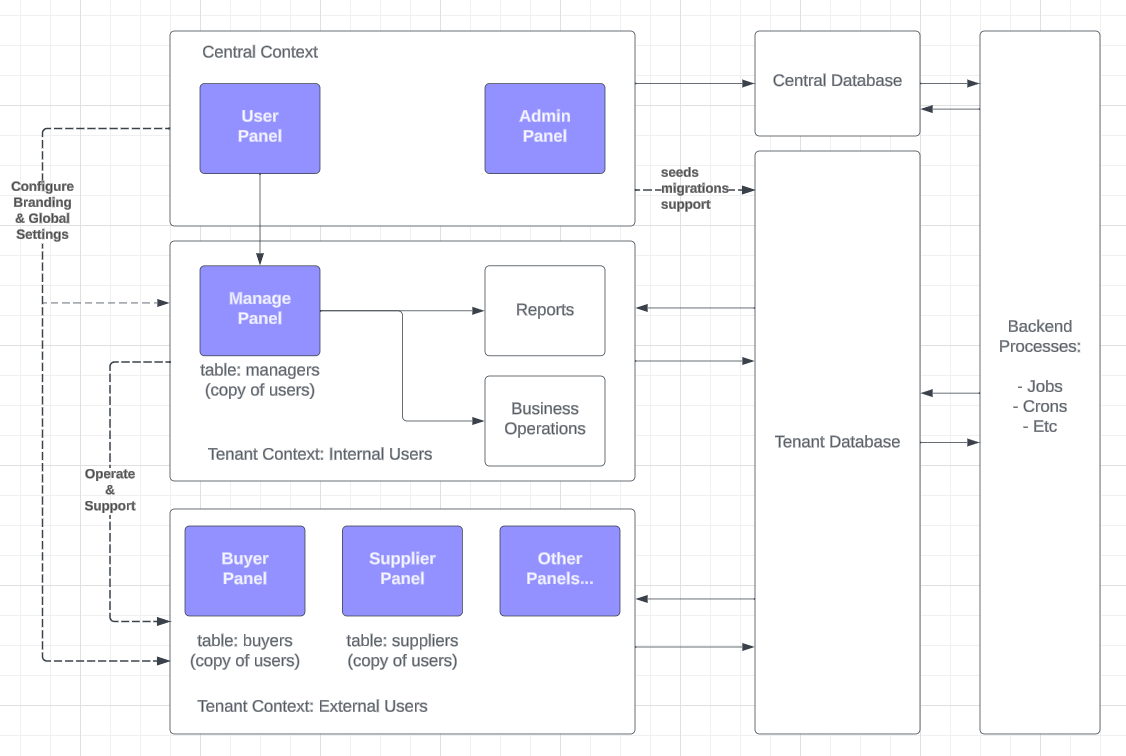 Central Context
User
Panel
Admin
Panel
Central Database
Configure
Branding
& Global
Settings
seeds
migrations
support
Manage
Panel
table: managers
(copy of users)
Reports
Business
Operations
Tenant Context: Internal Users
Tenant Database
Backend
Processes:
- Jobs
- Crons
- Etc
Operate
&
Support
Buyer
Panel
Supplier
Panel
Other
Panels...
table: buyers
(copy of users)
table: suppliers
(copy of users)
Tenant Context: External Users